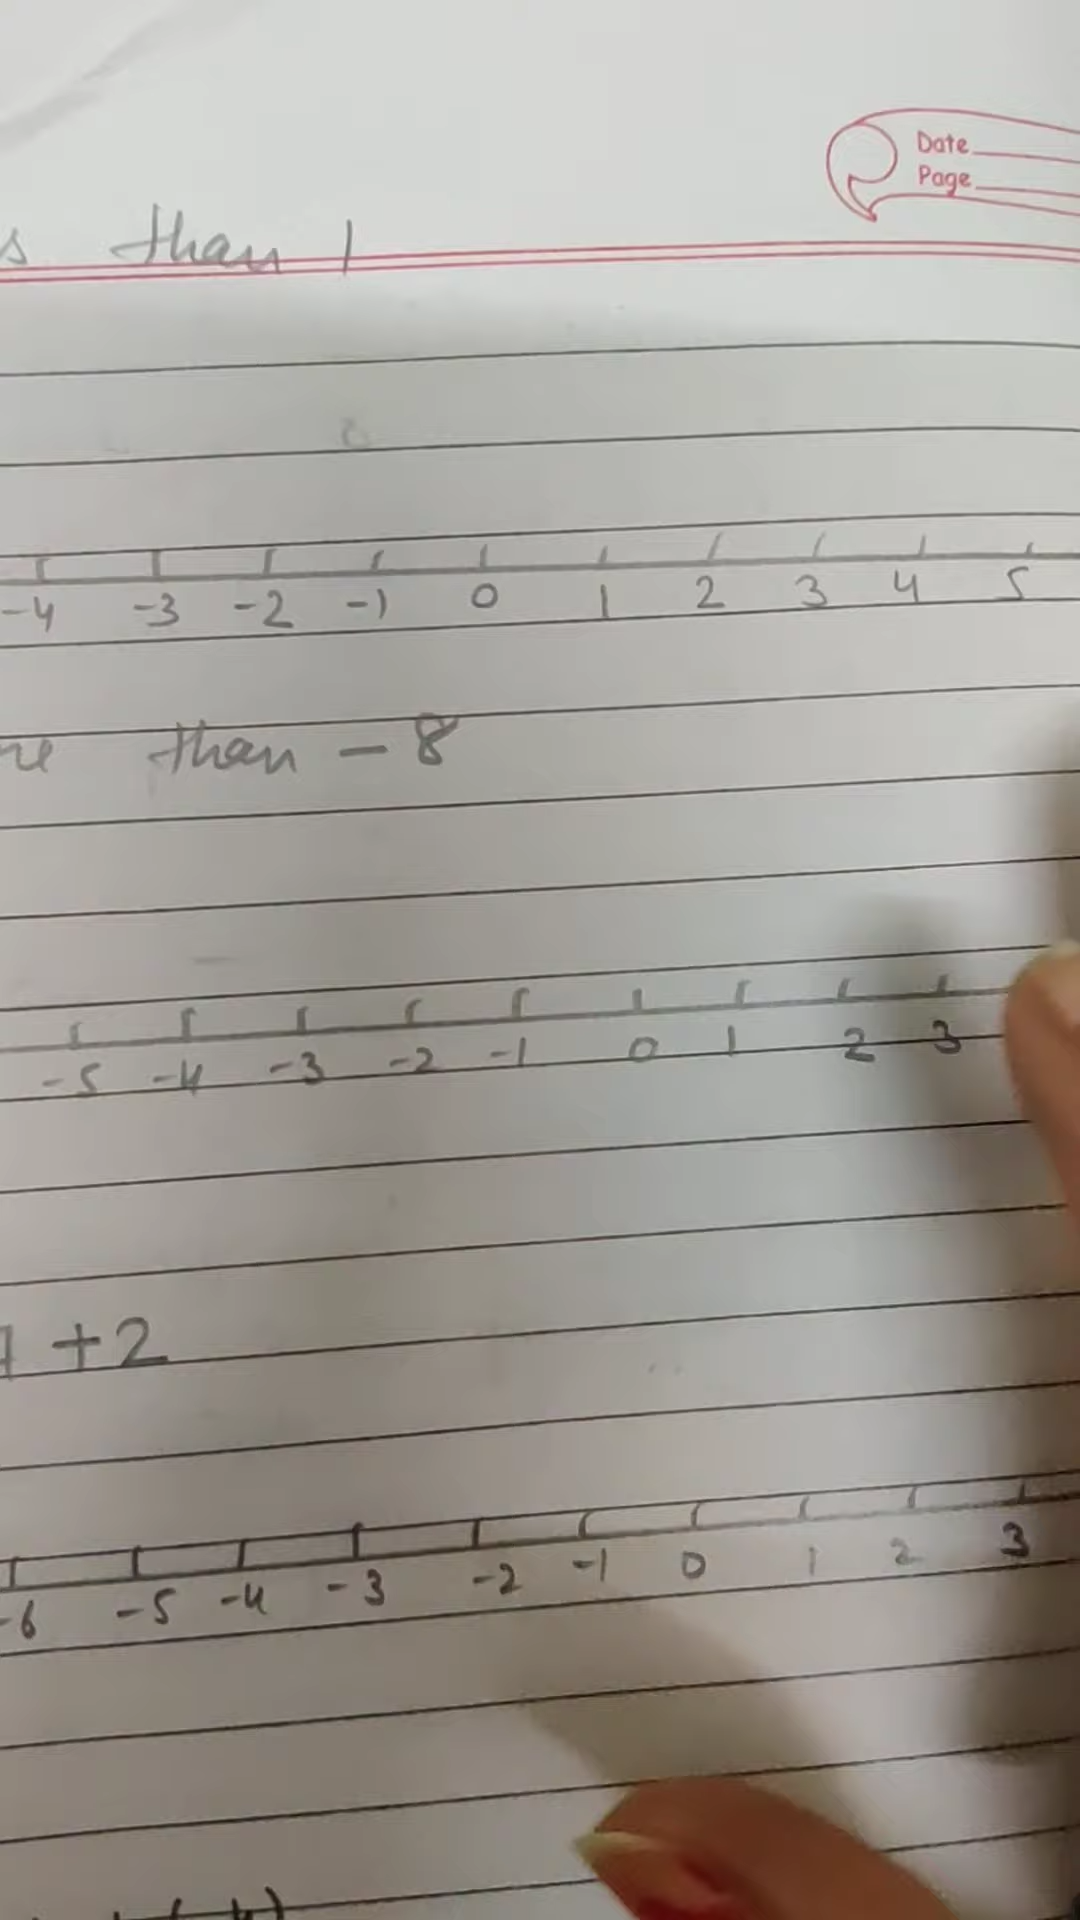 Date
Page
s than 1
-4 -3 -2 -1 0 1 2 3 4 5
re than -8
-5 -4 -3 -2 -1 0 1 2 3
+2
-6 -5 -4 -3 -2 -1 0 1 2 3